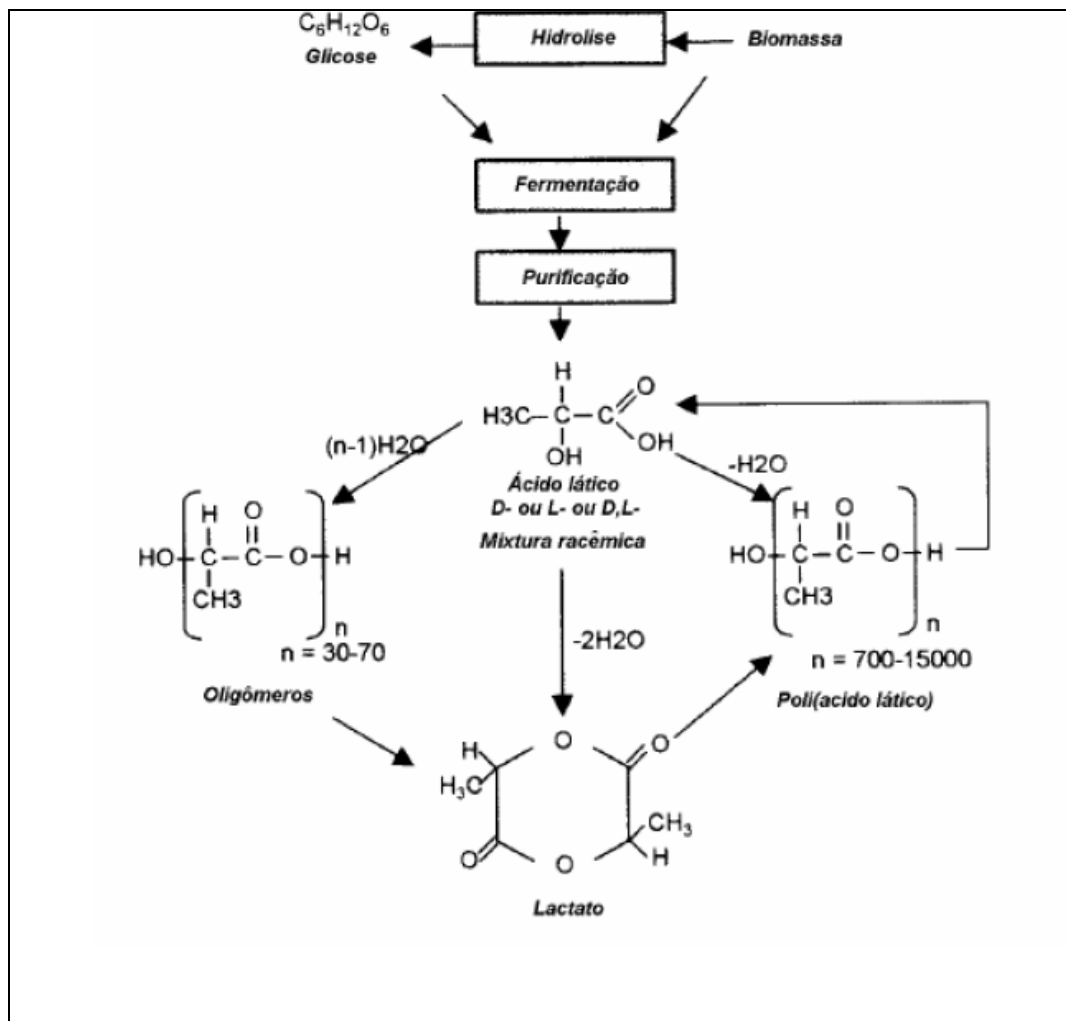 C6H12O6
Glicose
Hidrolise
Biomassa
Fermentação
Purificação
H
O
H3C
C
C
OH
OH
(n-1)H2O
-H2O
Ácido lático
D- ou L- ou D,L-
Mixtura racêmica
H
O
HO
C
C
O
H
CH3
n
n = 30-70
Oligômeros
H
O
HO
C
C
O
H
CH3
n
n = 700-15000
Poli(acido lático)
-2H2O
H
O
O
H3C
CH3
O
O
H
Lactato